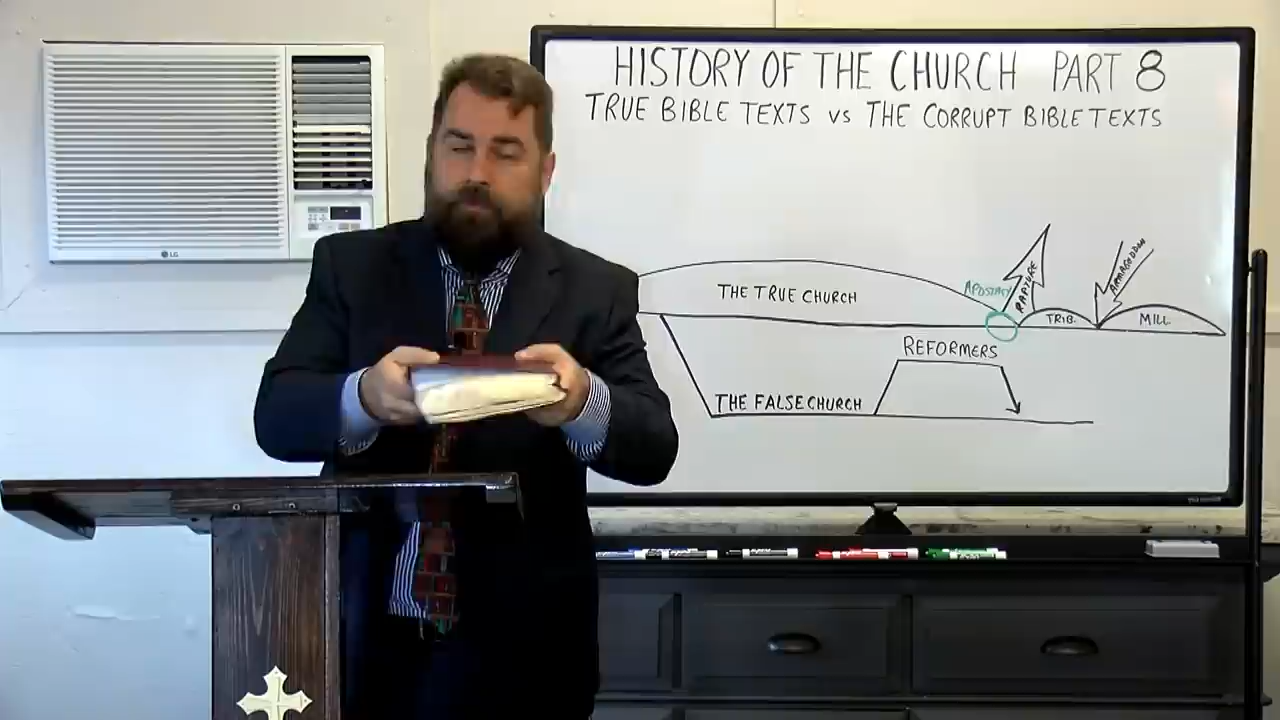 HISTORY OF THE CHURCH PART 8
TRUE BIBLE TEXTS vs THE CORRUPT BIBLE TEXTS
THE TRUE CHURCH
APOSTACY
RAPTURE
ARMAGEDDON
TRIB.
MILL
REFORMERS
THE FALSE CHURCH
LG